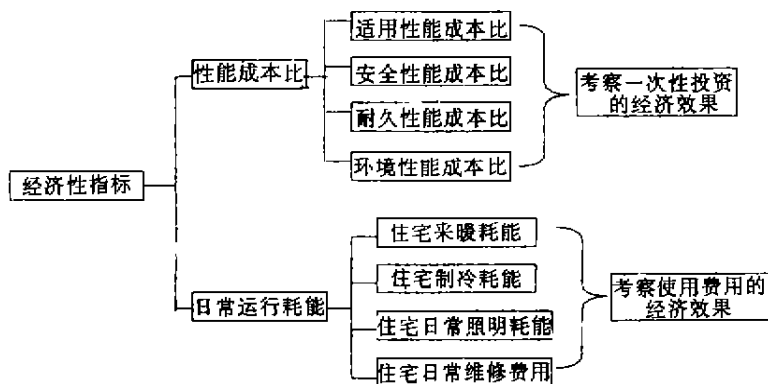 适用性能成本比
性能成本比
安全性能成本比
考察一次性投资
的经济效果
耐久性能成本比
环境性能成本比
经济性指标
住宅采暖耗能
住宅制冷耗能
考察使用费用的
经济效果
日常运行耗能
住宅日常照明耗能
住宅日常维修费用